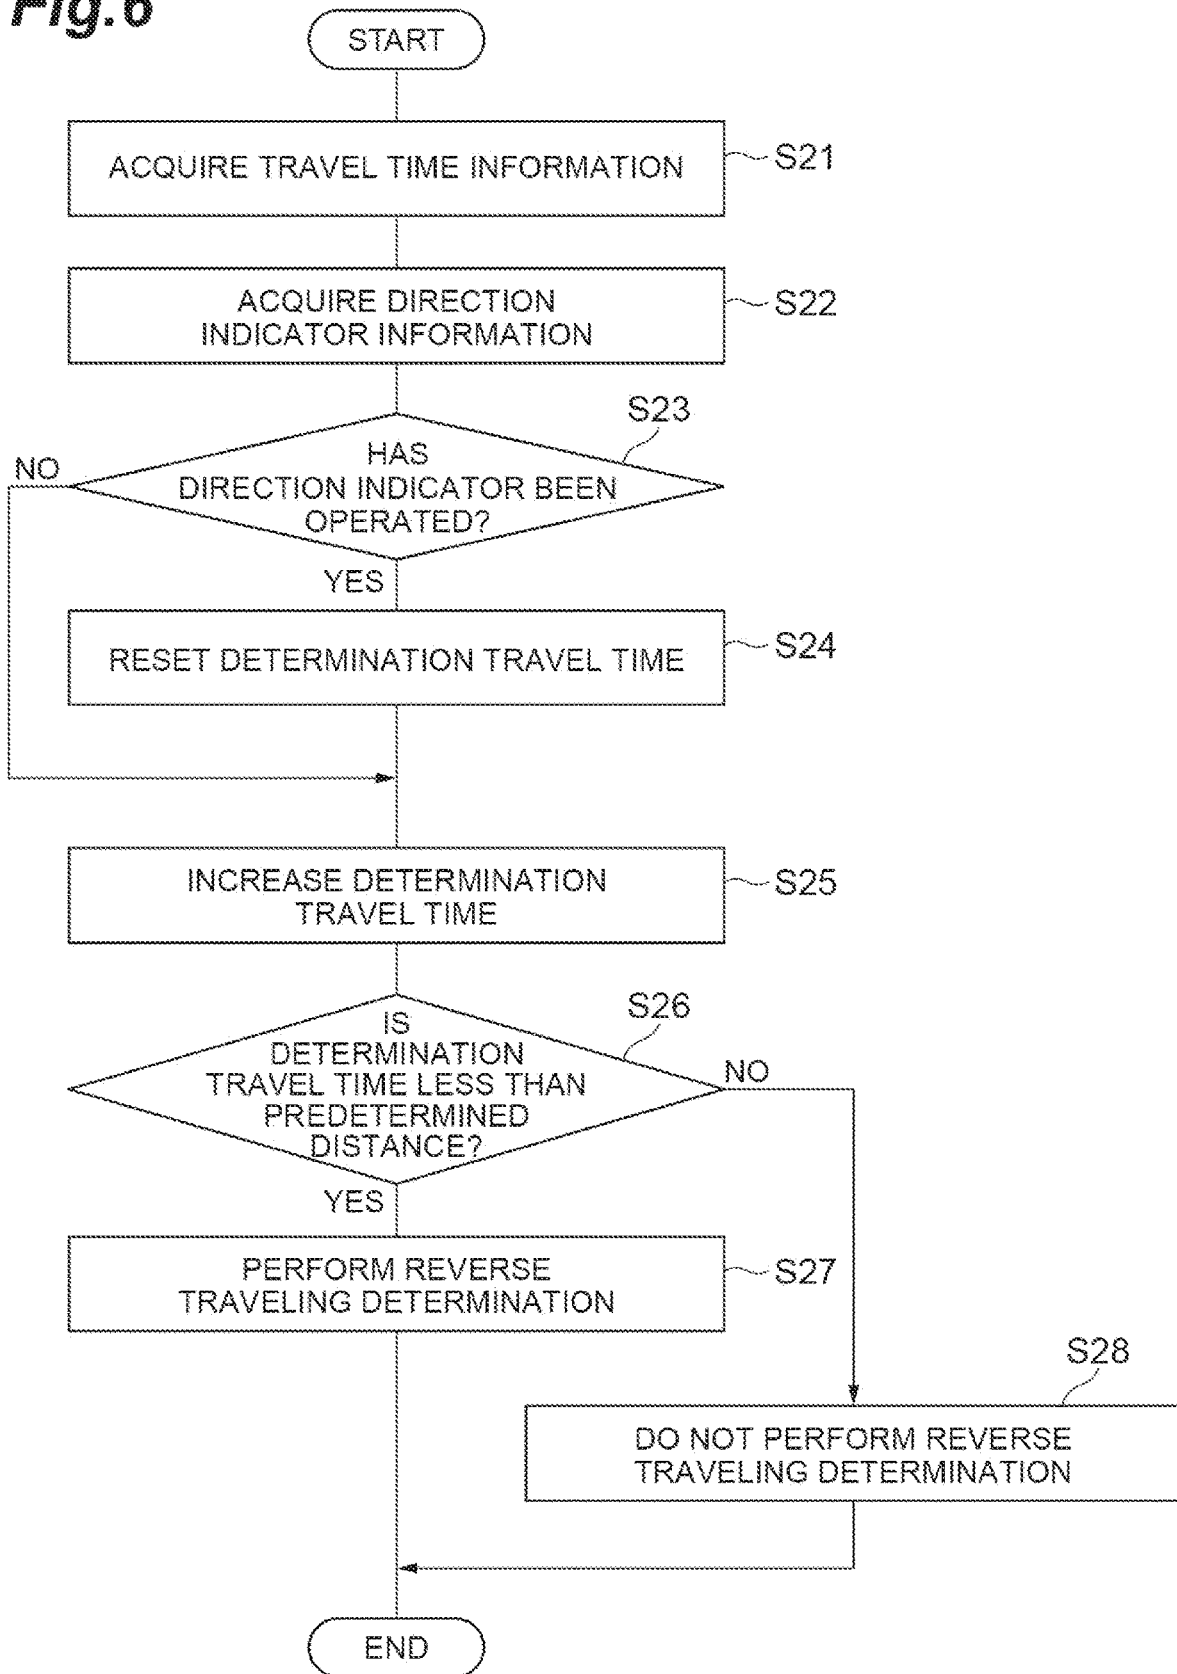 Fig.6
START
ACQUIRE TRAVEL TIME INFORMATION
S21
ACQUIRE DIRECTION
INDICATOR INFORMATION
S22
S23
HAS
DIRECTION INDICATOR BEEN
OPERATED?
NO
YES
RESET DETERMINATION TRAVEL TIME
S24
INCREASE DETERMINATION
TRAVEL TIME
S25
S26
IS
DETERMINATION
TRAVEL TIME LESS THAN
PREDETERMINED
DISTANCE?
NO
YES
PERFORM REVERSE
TRAVELING DETERMINATION
S27
S28
DO NOT PERFORM REVERSE
TRAVELING DETERMINATION
END